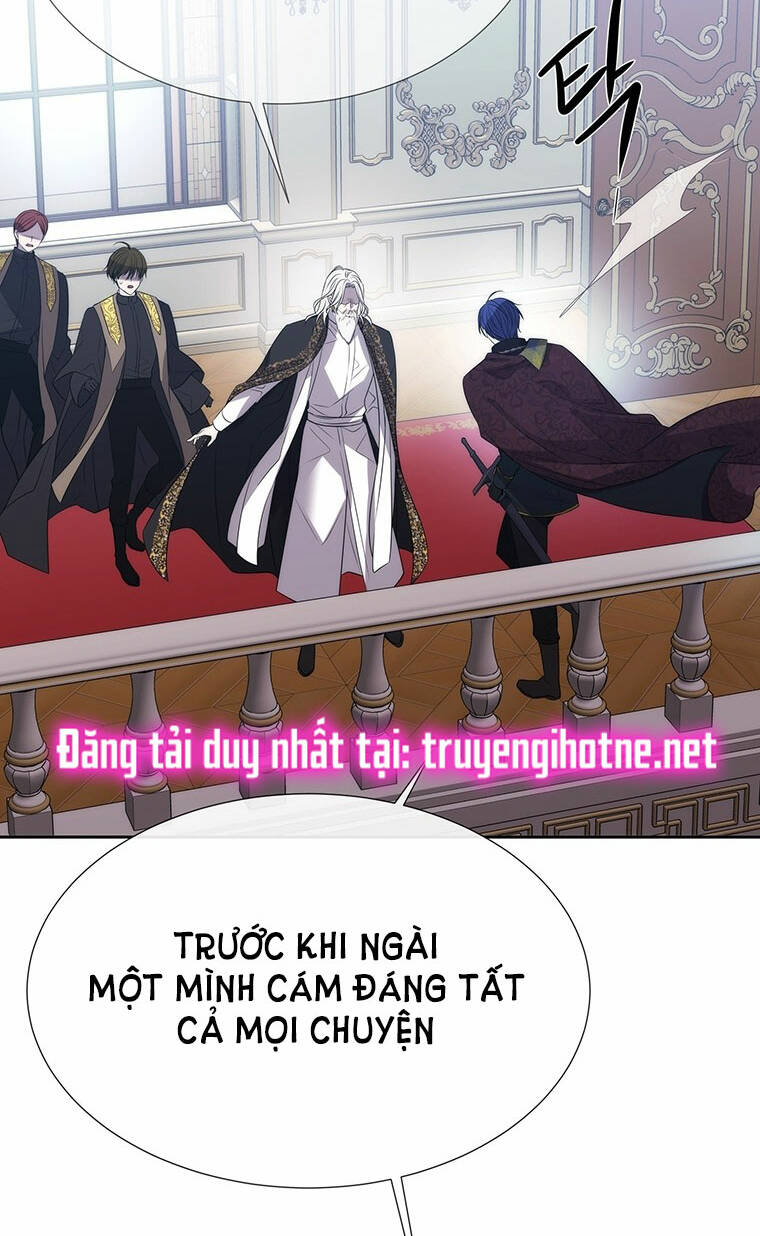 탁
Đăng tải duy nhất tại: truyengihotne.net
TRƯỚC KHI NGÀI
MỘT MÌNH CÁM ĐÁNG TẤT
CẢ MỌI CHUYỆN